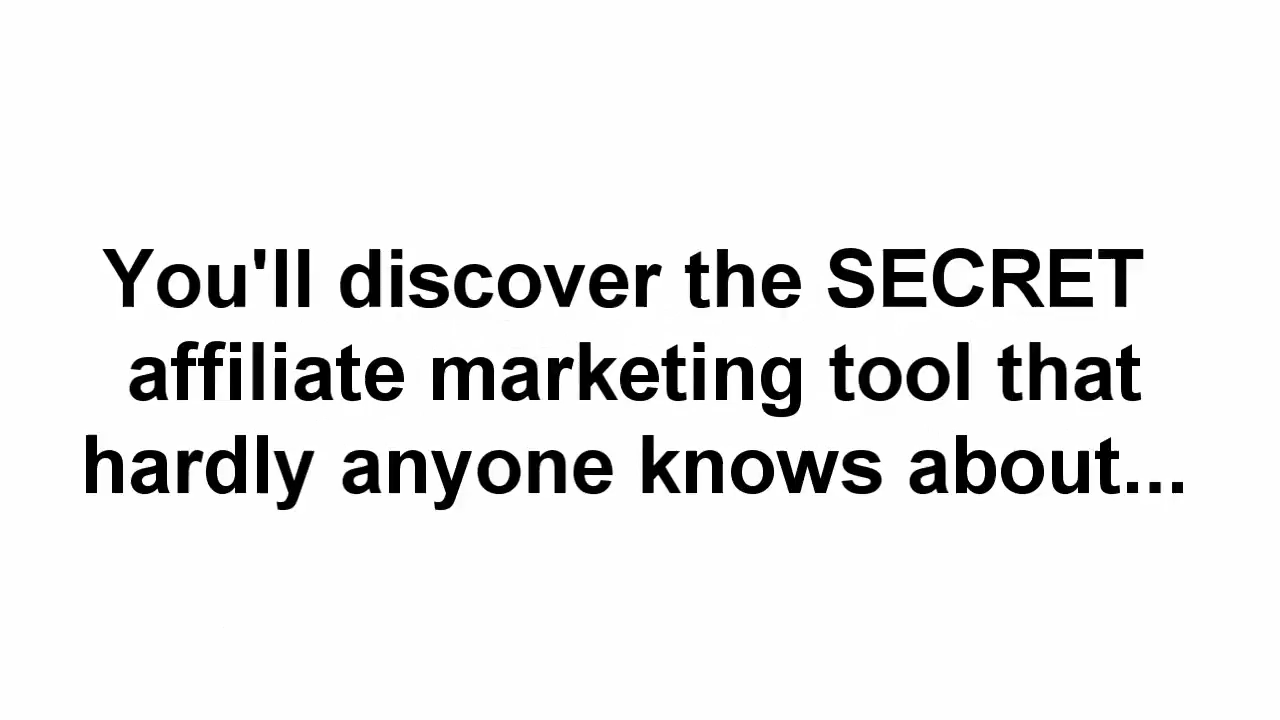 You'll discover the SECRET
affiliate marketing tool that
hardly anyone knows about...